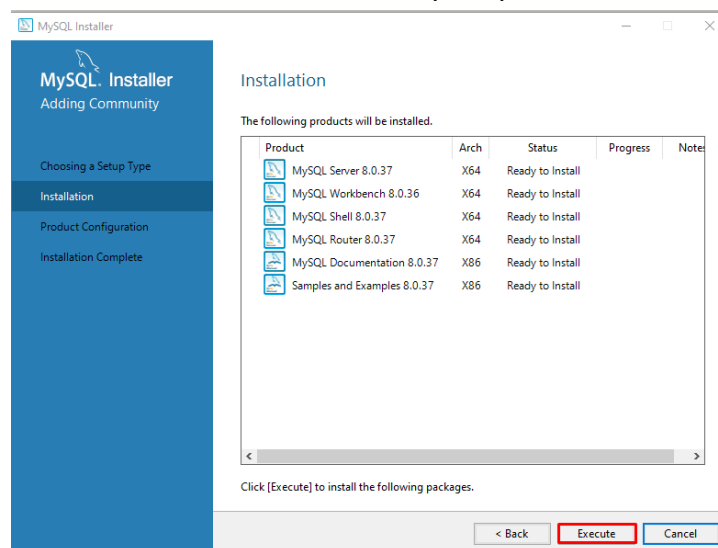 MySQL Installer
MySQL. Installer
Adding Community
Choosing a Setup Type
Installation
Product Configuration
Installation Complete
Installation
The following products will be installed.
Product Arch Status Progress Notes
MySQL Server 8.0.37 X64 Ready to Install
MySQL Workbench 8.0.36 X64 Ready to Install
MySQL Shell 8.0.37 X64 Ready to Install
MySQL Router 8.0.37 X64 Ready to Install
MySQL Documentation 8.0.37 X86 Ready to Install
Samples and Examples 8.0.37 X86 Ready to Install
Click [Execute] to install the following packages.
< Back Execute Cancel